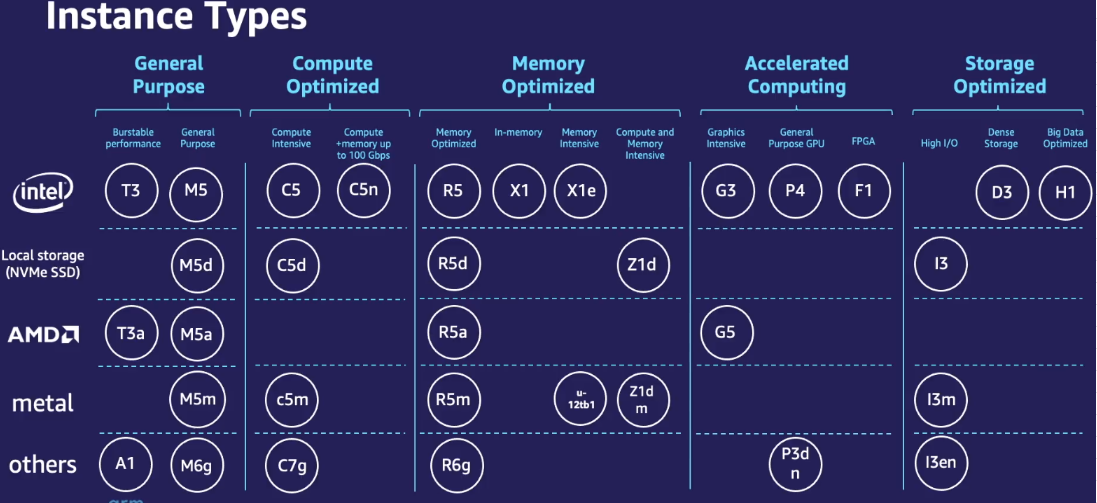 Instance Types
General
Purpose
Compute
Optimized
Memory
Optimized
Accelerated
Computing
Storage
Optimized
Burstable
performance
General
Purpose
Compute
Intensive
Compute
+memory up
to 100 Gbps
Memory
Optimized
In-memory
Memory
Intensive
Compute and
Memory
Intensive
Graphics
Intensive
General
Purpose GPU
FPGA
High I/O
Dense
Storage
Big Data
Optimized
intel
T3 M5 C5 C5n R5 X1 X1e G3 P4 F1 D3 H1
Local storage
(NVMe SSD)
M5d C5d R5d Z1d I3
AMD
T3a M5a R5a G5
metal
M5m c5m R5m
u-
12tb1
Z1d
m
I3m
others
A1 M6g C7g R6g
P3d
n
I3en